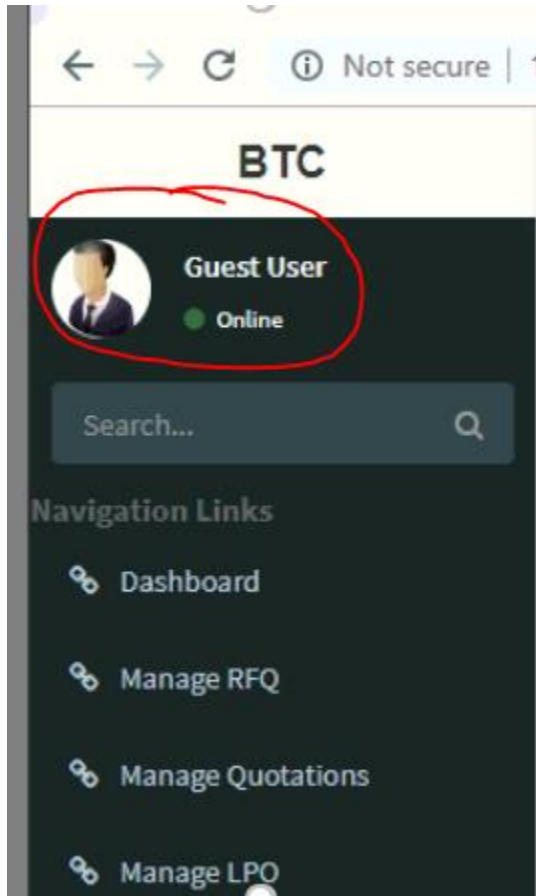 Not secure
BTC
Guest User
Online
Search...
Navigation Links
Dashboard
Manage RFQ
Manage Quotations
Manage LPO